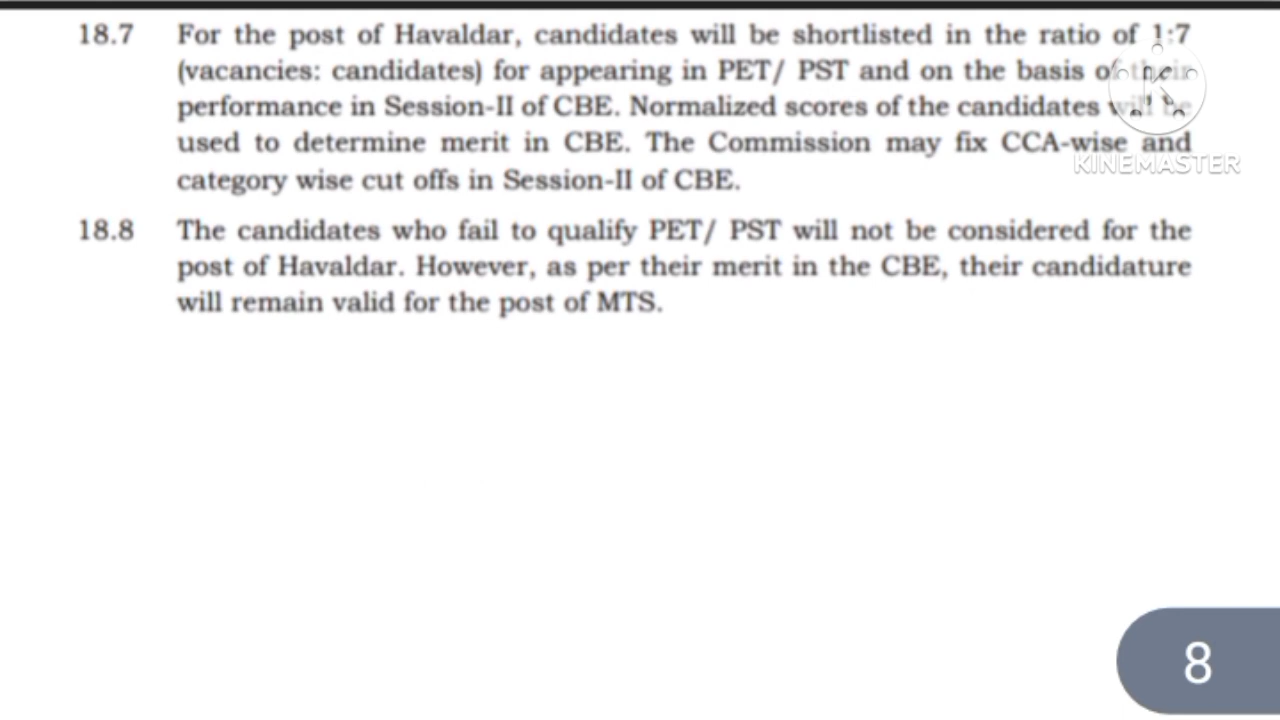 18.7 For the post of Havaldar, candidates will be shortlisted in the ratio of 1:7
(vacancies: candidates) for appearing in PET/ PST and on the basis of their
performance in Session-II of CBE. Normalized scores of the candidates will be
used to determine merit in CBE. The Commission may fix CCA-wise and
category wise cut offs in Session-II of CBE.
KINEMASTER
18.8 The candidates who fail to qualify PET/ PST will not be considered for the
post of Havaldar. However, as per their merit in the CBE, their candidature
will remain valid for the post of MTS.
8